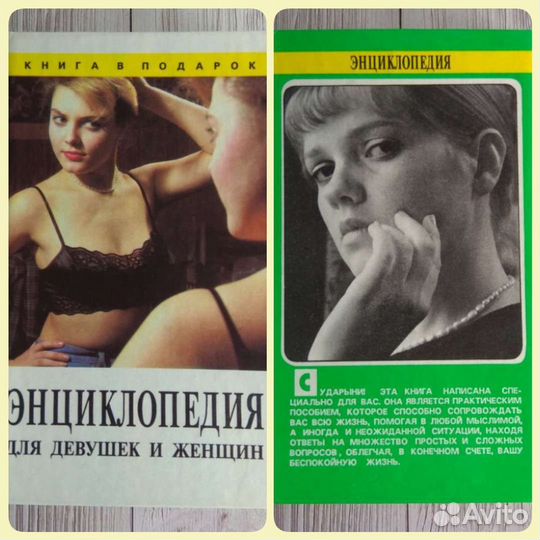 КНИГА В ПОДАРОК
ЭНЦИКЛОПЕДИЯ
ДЛЯ ДЕВУШЕК И ЖЕНЩИН
ЭНЦИКЛОПЕДИЯ
СУДАРЫНИ! ЭТА КНИГА НАПИСАНА СПЕ-
ЦИАЛЬНО ДЛЯ ВАС. ОНА ЯВЛЯЕТСЯ ПРАКТИЧЕСКИМ
ПОСОБИЕМ, КОТОРОЕ СПОСОБНО СОПРОВОЖДАТЬ
ВАС ВСЮ ЖИЗНЬ, ПОМОГАЯ В ЛЮБОЙ МЫСЛИМОЙ,
А ИНОГДА И НЕОЖИДАННОЙ СИТУАЦИИ, НАХОДЯ
ОТВЕТЫ НА МНОЖЕСТВО ПРОСТЫХ И СЛОЖНЫХ
ВОПРОСОВ, ОБЛЕГЧАЯ, В КОНЕЧНОМ СЧЕТЕ, ВАШУ
БЕСПОКОЙНУЮ ЖИЗНЬ.
Avito